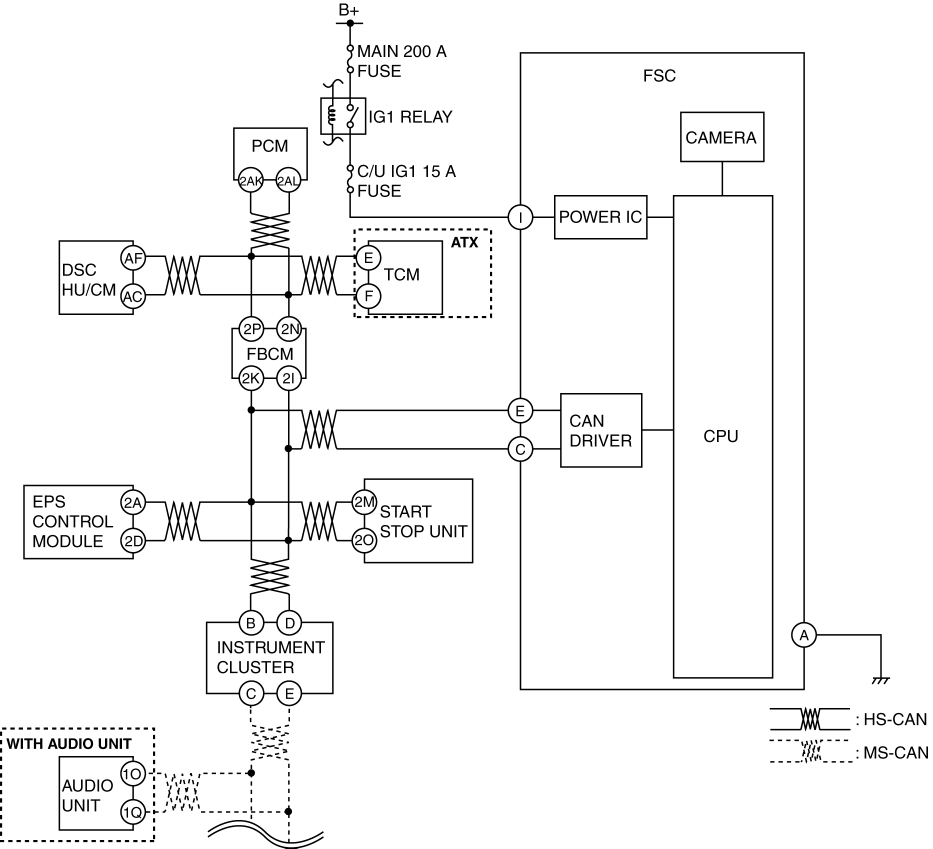 B+
MAIN 200 A
FUSE
IG1 RELAY
C/U IG1 15 A
FUSE
FSC
CAMERA
POWER IC
I
PCM
2AK
2AL
DSC
HU/CM
AF
AC
ATX
E
TCM
F
2P
2N
FBCM
2K
2I
E
C
CAN
DRIVER
CPU
EPS
CONTROL
MODULE
2A
2D
2M
START
STOP UNIT
2O
B
D
INSTRUMENT
CLUSTER
C
E
A
WITH AUDIO UNIT
AUDIO
UNIT
1O
1Q
: HS-CAN
: MS-CAN